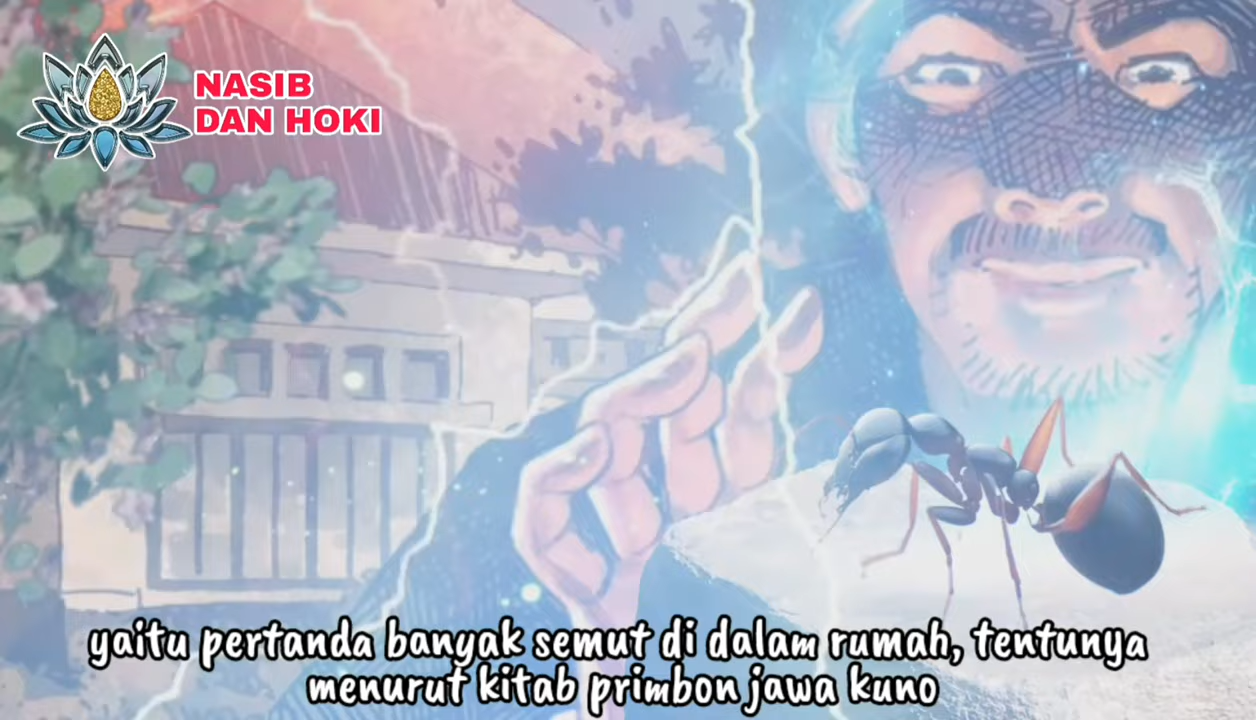 NASIB
DAN HOKI
yaitu pertanda banyak semut di dalam rumah, tentunya
menurut kitab primbon jawa kuno